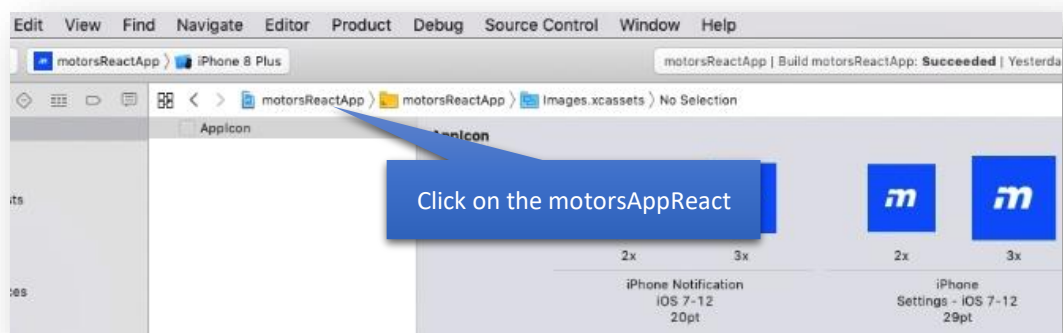 Edit View Find Navigate Editor Product Debug Source Control Window Help
motorsReactApp 〉 iPhone 8 Plus
motorsReactApp | Build motorsReactApp: Succeeded | Yesterda
motorsReactApp 〉 motorsReactApp 〉 Images.xcassets 〉 No Selection
AppIcon
AppIcon
Click on the motorsAppReact
m
m
2x 3x 2x 3x
iPhone Notification
iOS 7-12
20pt
iPhone
Settings - iOS 7-12
29pt